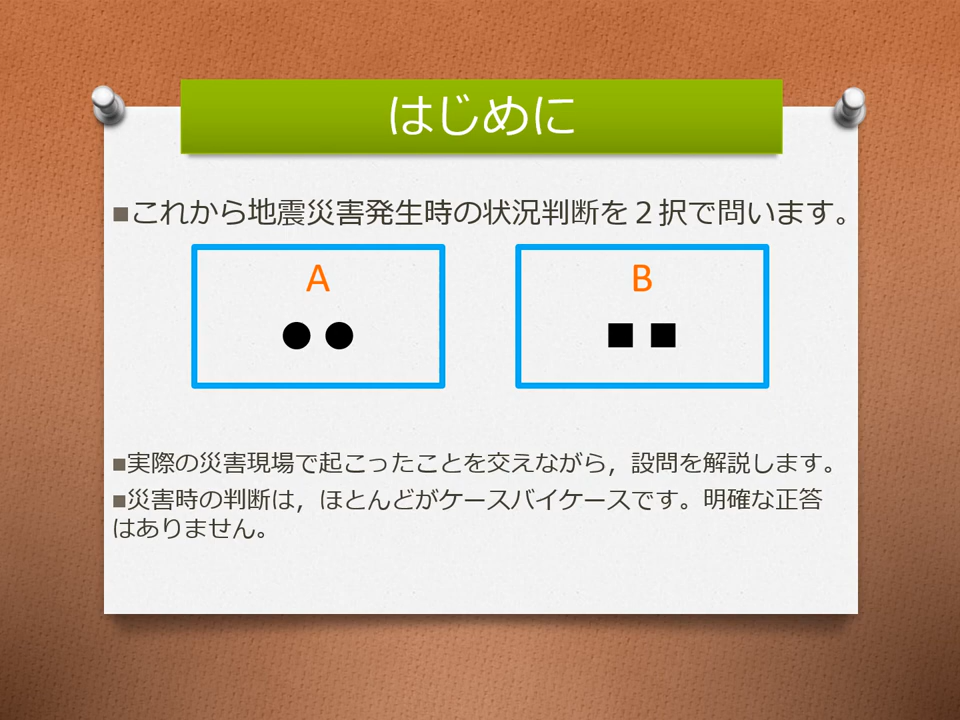 はじめに
■これから地震災害発生時の状況判断を２択で問います。
A
B
●●
■■
■実際の災害現場で起こったことを交えながら，設問を解説します。
■災害時の判断は，ほとんどがケースバイケースです。明確な正答
はありません。